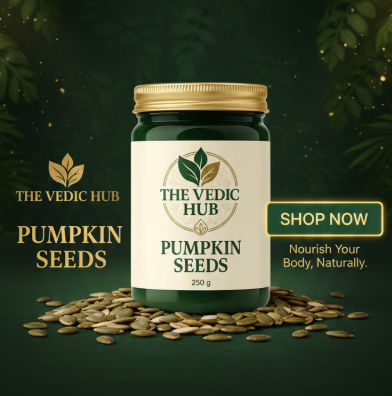 THE VEDIC HUB
PUMPKIN
SEEDS
THE VEDIC
HUB
PUMPKIN
SEEDS
250 g
SHOP NOW
Nourish Your
Body, Naturally.